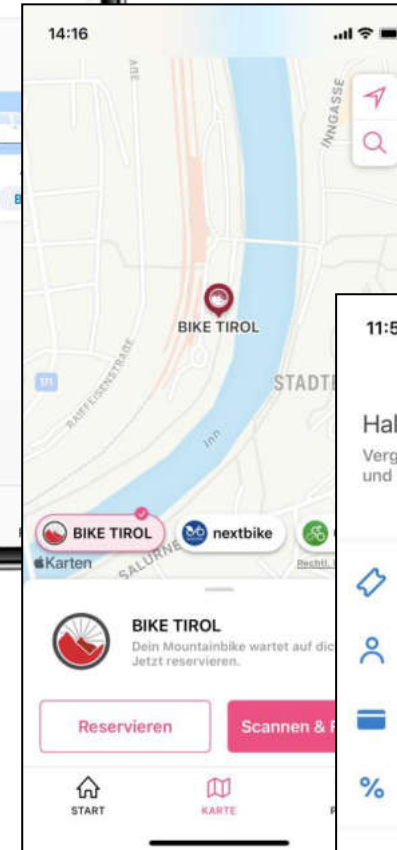 14:16
INNGASSE
BIKE TIROL
171
RAIFFEISENSTRAẞE
STADT
Inn
BIKE TIROL
nextbike
SALURNE
Karten
Rechtl.
BIKE TIROL
Dein Mountainbike wartet auf dic
Jetzt reservieren.
Reservieren
Scannen &
START
KARTE
11:5
Hal
Verg
und
%